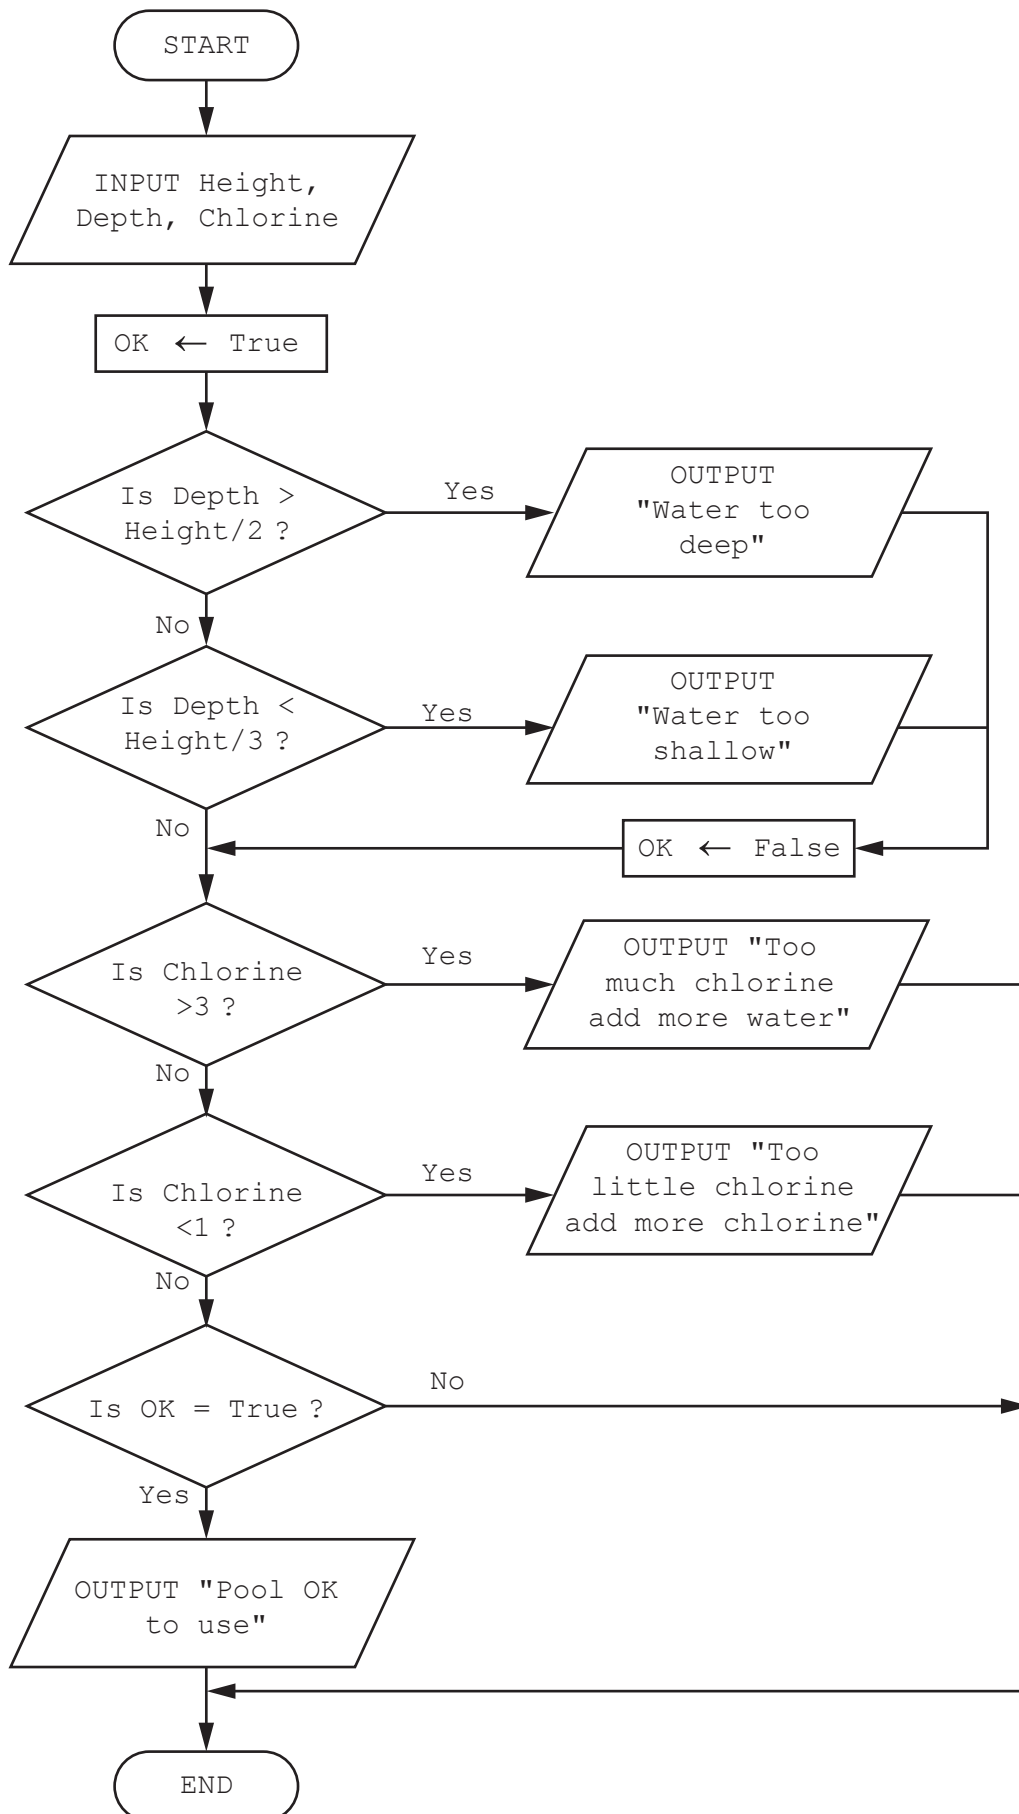 START
INPUT Height,
Depth, Chlorine
OK ← True
Is Depth >
Height/2 ?
Yes
OUTPUT
"Water too
deep"
No
Is Depth <
Height/3 ?
Yes
OUTPUT
"Water too
shallow"
No
OK ← False
Is Chlorine
>3 ?
Yes
OUTPUT "Too
much chlorine
add more water"
No
Is Chlorine
<1 ?
Yes
OUTPUT "Too
little chlorine
add more chlorine"
No
Is OK = True ?
No
Yes
OUTPUT "Pool OK
to use"
END